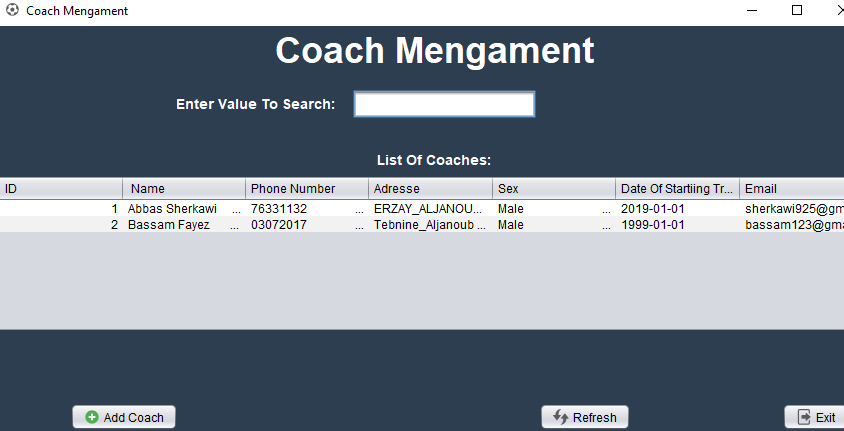 Coach Mengament
Coach Mengament
Enter Value To Search:
List Of Coaches:
ID Name Phone Number Adresse Sex Date Of Startiing Tr... Email
1 Abbas Sherkawi ... 76331132 ... ERZAY_ALJANOU... Male ... 2019-01-01 sherkawi925@gm
2 Bassam Fayez ... 03072017 ... Tebnine_Aljanoub ... Male ... 1999-01-01 bassam123@gma
Add Coach Refresh Exit